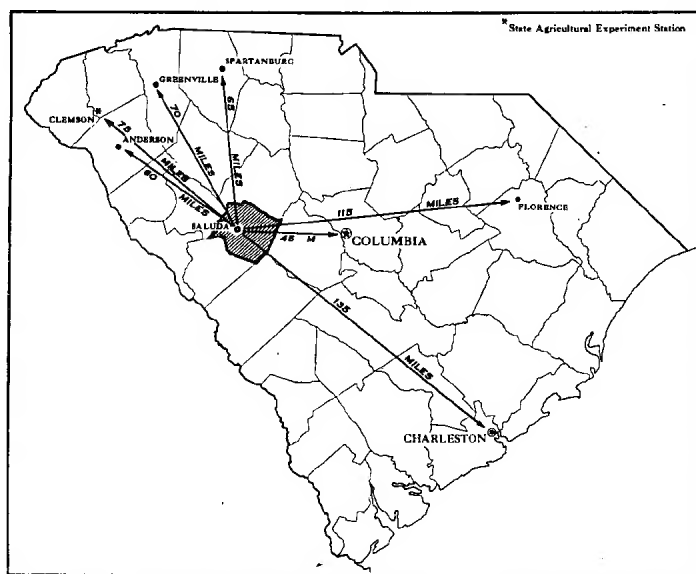 *State Agricultural Experiment Station
SPARTANBURG
GREENVILLE
CLEMSON
ANDERSON
65
MILES
70
MILES
75
MILES
60
MILES
SALUDA
115
MILES
FLORENCE
45 M
COLUMBIA
135
MILES
CHARLESTON